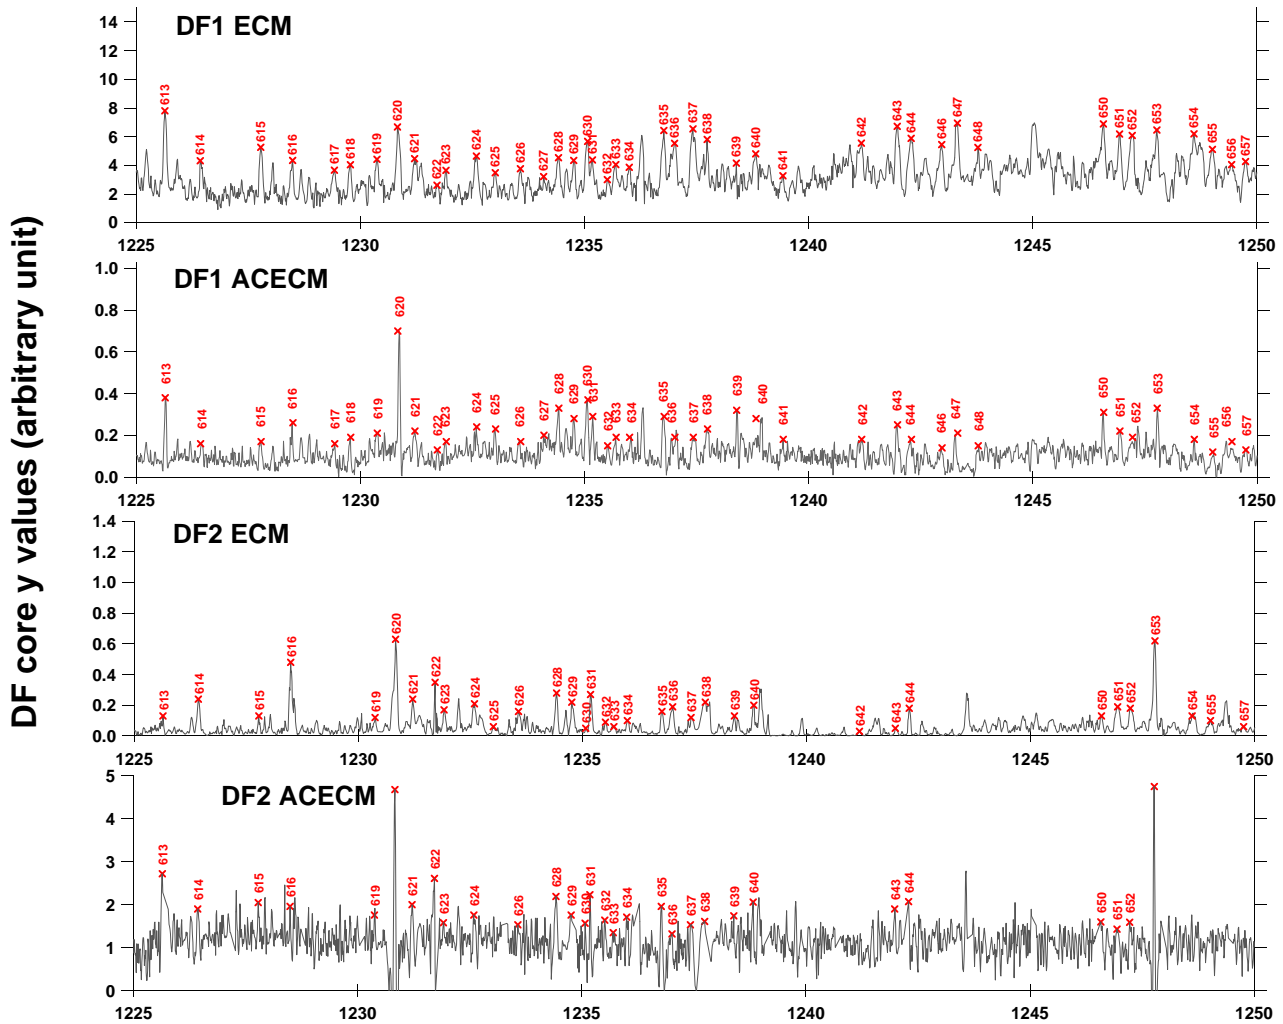 DF core y values (arbitrary unit)
DF1 ECM
14
12
10
8
6
4
2
0
613 614 615 616 617 618 619 620 621 622 623 624 625 626 627 628 629 630 631 632 633 634 635 636 637 638 639 640 641 642 643 644 646 647 648 650 651 652 653 654 655 656 657
1225 1230 1235 1240 1245 1250
DF1 ACECM
1.0
0.8
0.6
0.4
0.2
0.0
613 614 615 616 617 618 619 620 621 622 623 624 625 626 627 628 629 630 631 632 633 634 635 636 637 638 639 640 641 642 643 644 646 647 648 650 651 652 653 654 655 656 657
1225 1230 1235 1240 1245 1250
DF2 ECM
1.4
1.2
1.0
0.8
0.6
0.4
0.2
0.0
613 614 615 616 619 620 621 622 623 624 625 626 628 629 630 631 632 633 634 635 636 637 638 639 640 642 643 644 650 651 652 653 654 655 657
1225 1230 1235 1240 1245 1250
DF2 ACECM
5
4
3
2
1
0
613 614 615 616 619 621 622 623 624 626 628 629 630 631 632 633 634 635 636 637 638 639 640 643 644 650 651 652
1225 1230 1235 1240 1245 1250